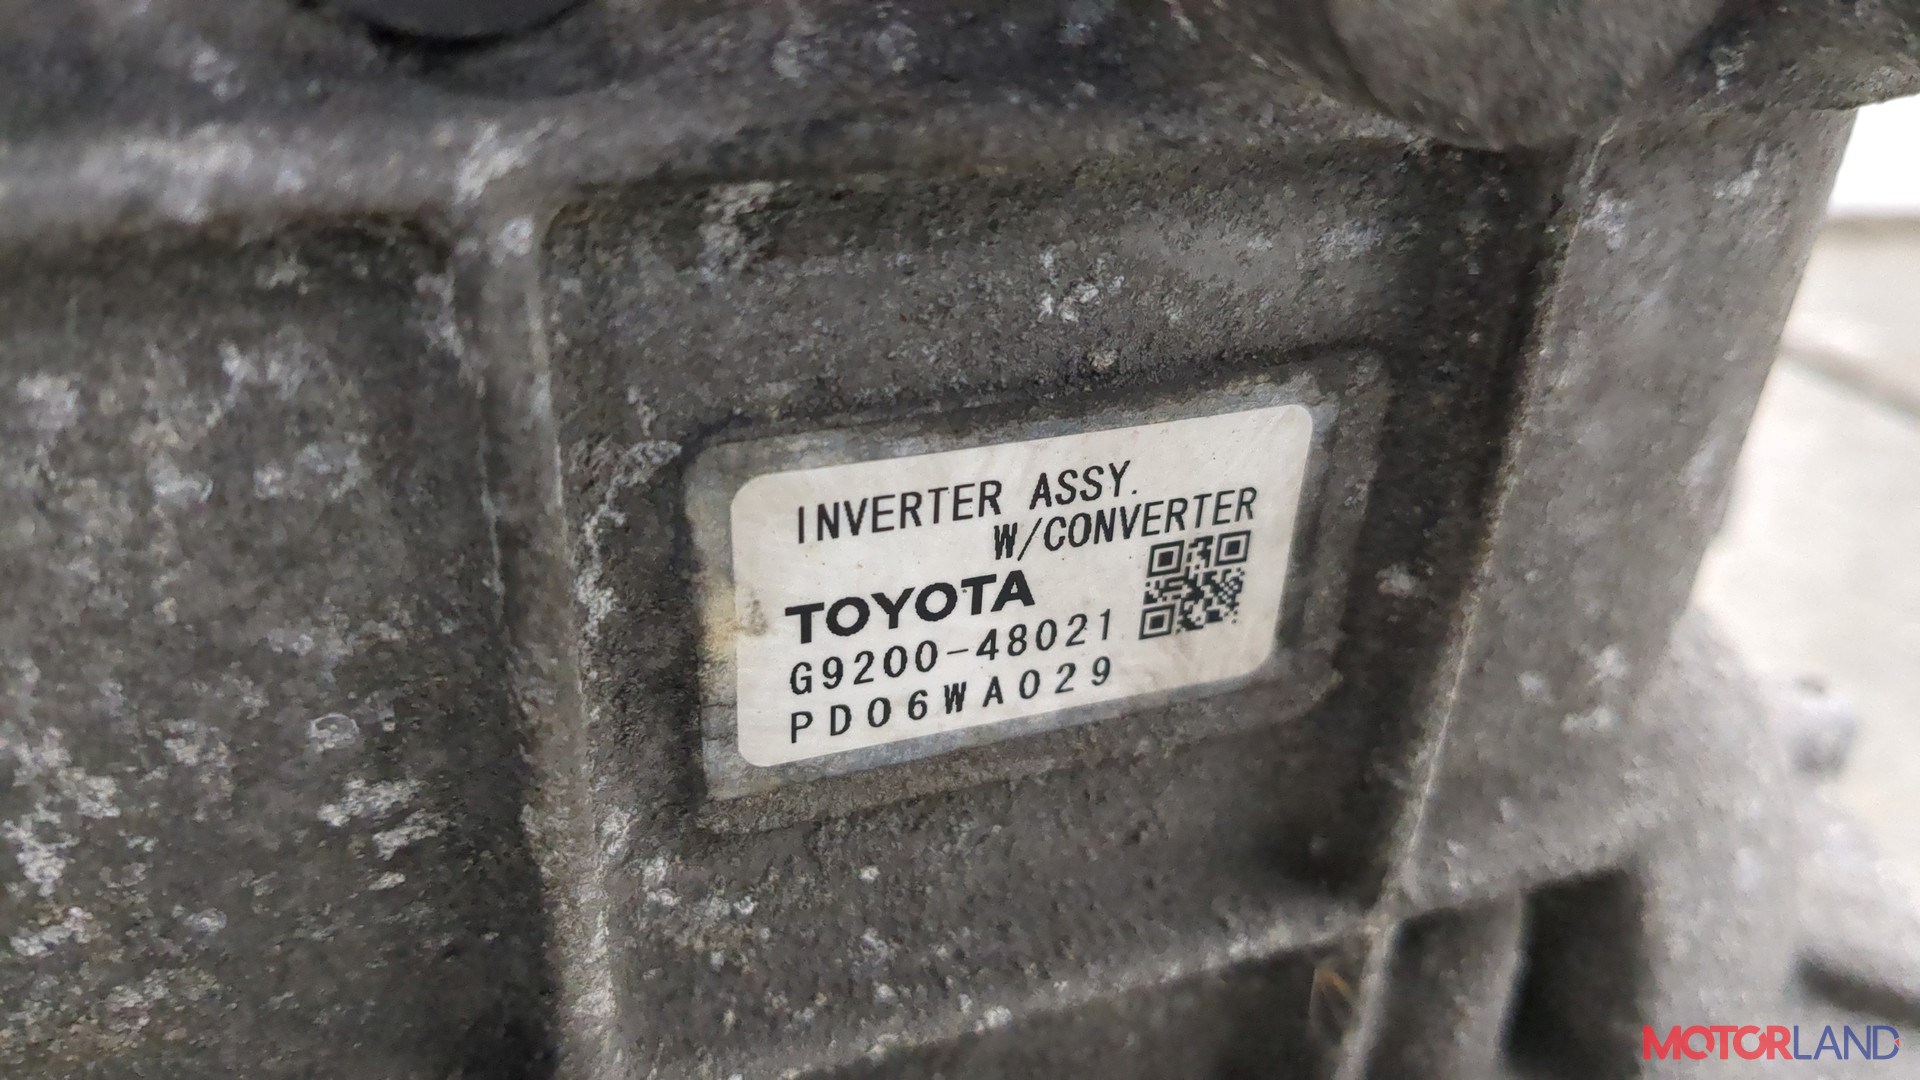 INVERTER ASSY.
W/CONVERTER
TOYOTA
G9200-48021
PD06WA029
MOTORLAND